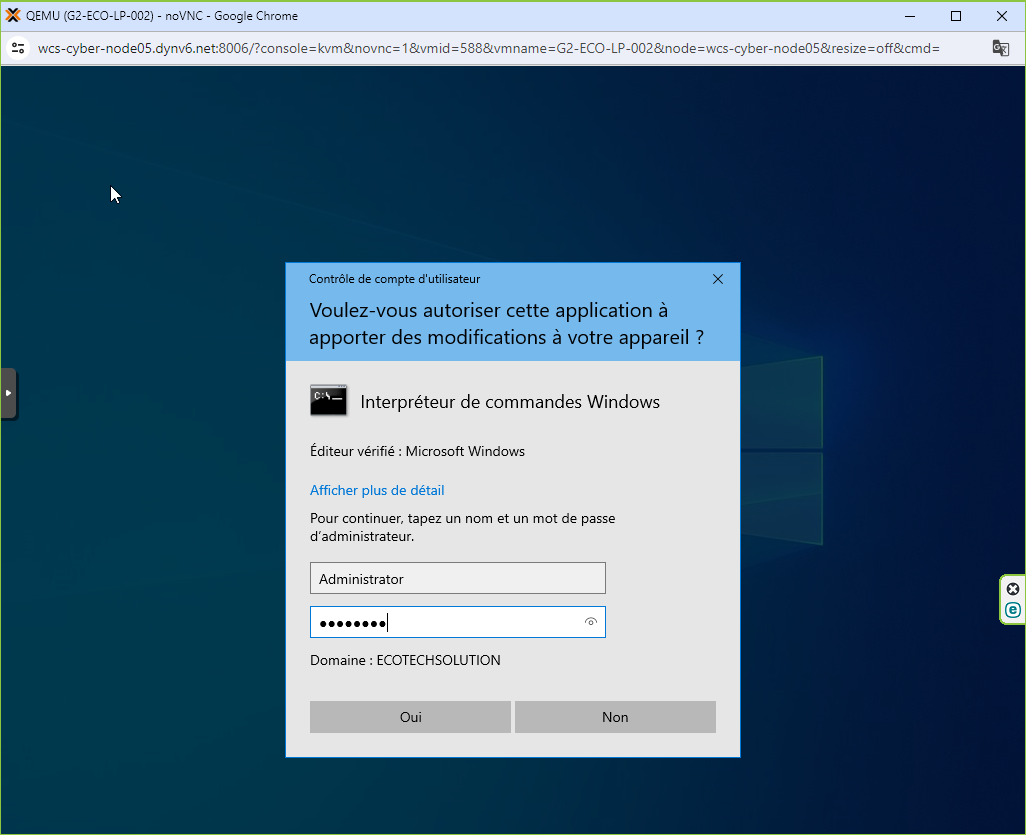 QEMU (G2-ECO-LP-002) - noVNC - Google Chrome
wcs-cyber-node05.dynv6.net:8006/?console=kvm&novnc=1&vmid=588&vmname=G2-ECO-LP-002&node=wcs-cyber-node05&resize=off&cmd=
Contrôle de compte d'utilisateur
Voulez-vous autoriser cette application à
apporter des modifications à votre appareil ?
C:\_
Interpréteur de commandes Windows
Éditeur vérifié : Microsoft Windows
Afficher plus de détail
Pour continuer, tapez un nom et un mot de passe
d’administrateur.
Administrator
●●●●●●●●
Domaine : ECOTECHSOLUTION
Oui
Non
e